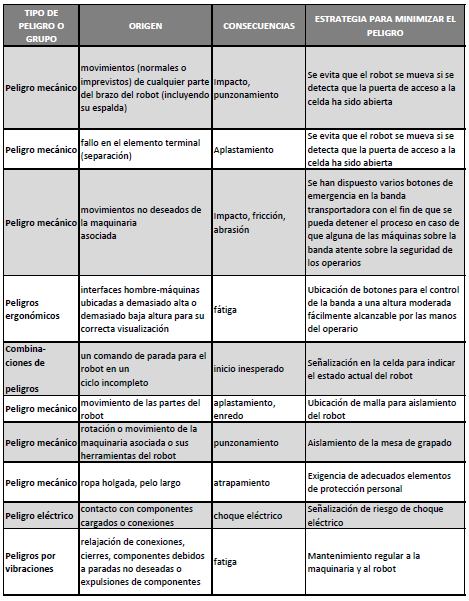 TIPO DE
PELIGRO O
GRUPO
ORIGEN
CONSECUENCIAS
ESTRATEGIA PARA MINIMIZAR EL
PELIGRO
Peligro mecánico
movimientos (normales o
imprevistos) de cualquier parte
del brazo del robot (incluyendo
su espalda)
Impacto,
punzonamiento
Se evita que el robot se mueva si se
detecta que la puerta de acceso a la
celda ha sido abierta
Peligro mecánico
fallo en el elemento terminal
(separación)
Aplastamiento
Se evita que el robot se mueva si se
detecta que la puerta de acceso a la
celda ha sido abierta
Peligro mecánico
movimientos no deseados de
la maquinaria
asociada
Impacto, fricción,
abrasión
Se han dispuesto varios botones de
emergencia en la banda
transportadora con el fin de que se
pueda detener el proceso en caso de
que alguna de las máquinas sobre la
banda atente sobre la seguridad de
los operarios
Peligros
ergonómicos
interfaces hombre-máquinas
ubicadas a demasiado alta o
demasiado baja altura para su
correcta visualización
fátiga
Ubicación de botones para el control
de la banda a una altura moderada
fácilmente alcanzable por las manos
del operario
Combina-
ciones de
peligros
un comando de parada para el
robot en un
ciclo incompleto
inicio inesperado
Señalización en la celda para indicar
el estado actual del robot
Peligro mecánico
movimiento de las partes del
robot
aplastamiento,
enredo
Ubicación de malla para aislamiento
del robot
Peligro mecánico
rotación o movimiento de la
maquinaria asociada o sus
herramientas del robot
punzonamiento
Aislamiento de la mesa de grapado
Peligro mecánico
ropa holgada, pelo largo
atrapamiento
Exigencia de adecuados elementos
de protección personal
Peligro eléctrico
contacto con componentes
cargados o conexiones
choque eléctrico
Señalización de riesgo de choque
eléctrico
Peligros por
vibraciones
relajación de conexiones,
cierres, componentes debidos
a paradas no deseadas o
expulsiones de componentes
fatiga
Mantenimiento regular a la
maquinaria y al robot